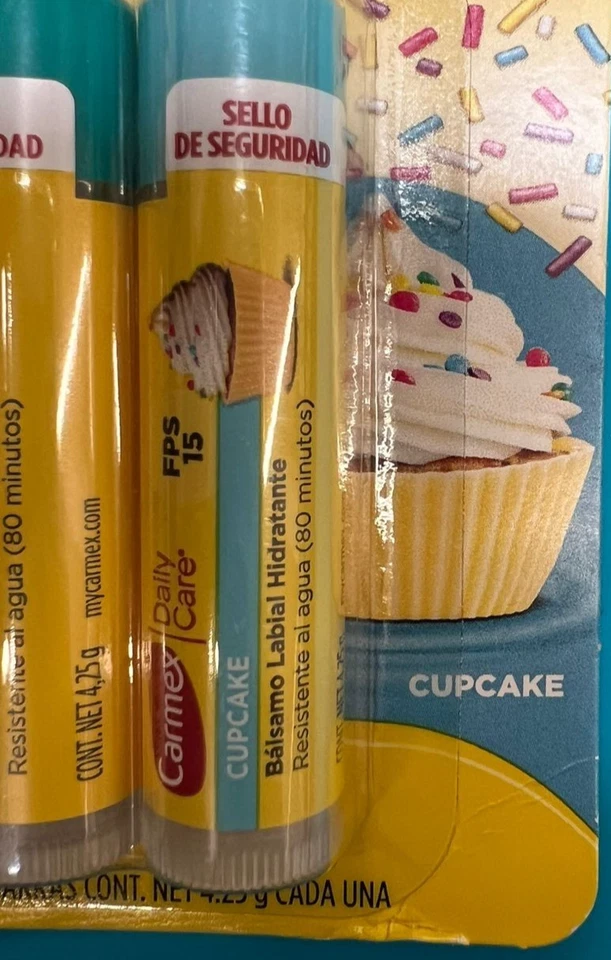 DAD
Resistente al agua (80 minutos)
CONT. NET 4,25g mycarmex.com
SELLO
DE SEGURIDAD
FPS
15
Carmex
Daily
Care
CUPCAKE
Bálsamo Labial Hidratante
Resistente al agua (80 minutos)
CUPCAKE
CONT. NET 4.25 g CADA UNA